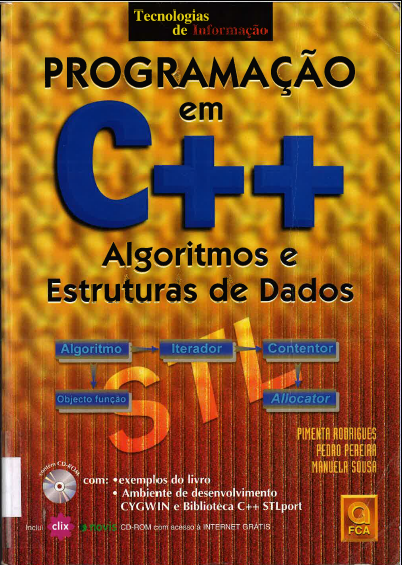 Tecnologias
de Informação
PROGRAMAÇÃO
em
C++
Algoritmos e
Estruturas de Dados
STL
Algoritmo
Iterador
Contentor
Objecto função
Allocator
PIMENTA RODRIGUES
PEDRO PEREIRA
MANUELA SOUSA
contém CD-ROM
com: •exemplos do livro
• Ambiente de desenvolvimento
CYGWIN e Biblioteca C++ STLport
Inclui clix novis CD-ROM com acesso à INTERNET GRÁTIS
FCA